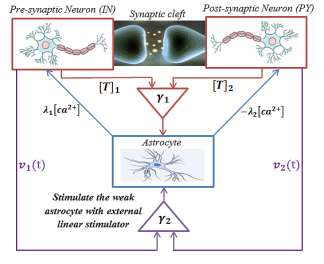 Pre-synaptic Neuron (IN)
Synaptic cleft
Post-synaptic Neuron (PY)
[T]₁
[T]₂
γ₁
λ₁[ca²⁺]
−λ₂[ca²⁺]
Astrocyte
v₁(t)
v₂(t)
Stimulate the weak
astrocyte with external
linear stimulator
γ₂